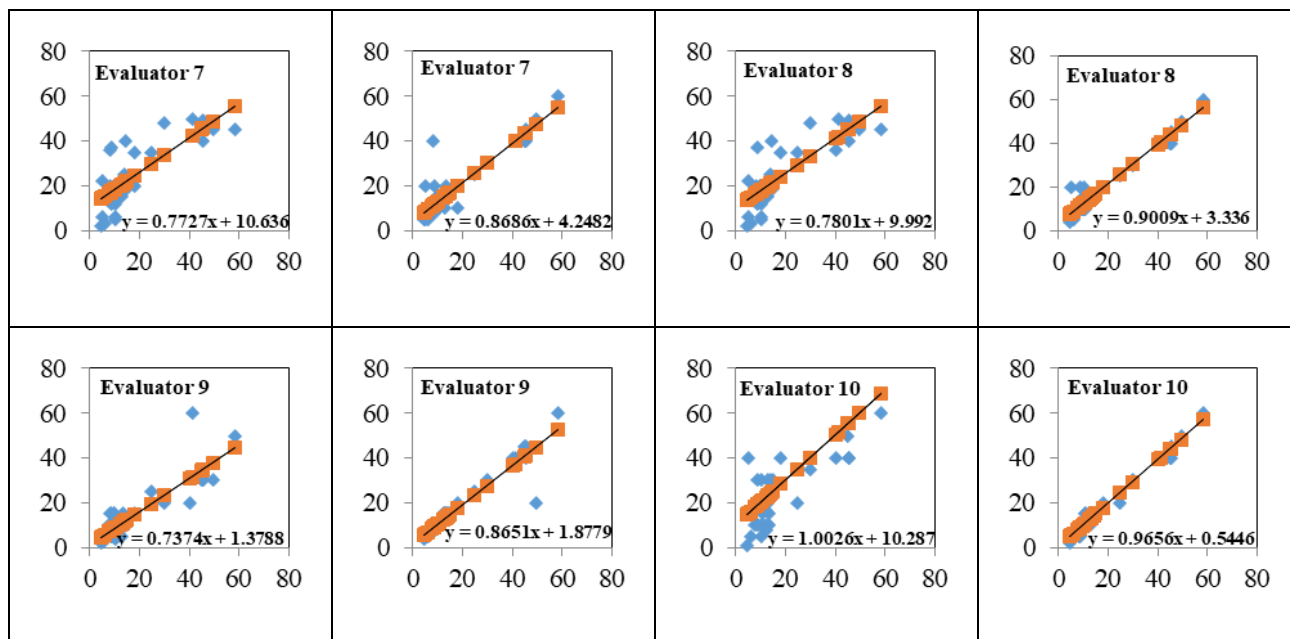 80
60
40
20
0
Evaluator 7
y = 0.7727x + 10.636
0 20 40 60 80
80
60
40
20
0
Evaluator 7
y = 0.8686x + 4.2482
0 20 40 60 80
80
60
40
20
0
Evaluator 8
y = 0.7801x + 9.992
0 20 40 60 80
80
60
40
20
0
Evaluator 8
y = 0.9009x + 3.336
0 20 40 60 80
80
60
40
20
0
Evaluator 9
y = 0.7374x + 1.3788
0 20 40 60 80
80
60
40
20
0
Evaluator 9
y = 0.8651x + 1.8779
0 20 40 60 80
80
60
40
20
0
Evaluator 10
y = 1.0026x + 10.287
0 20 40 60 80
80
60
40
20
0
Evaluator 10
y = 0.9656x + 0.5446
0 20 40 60 80